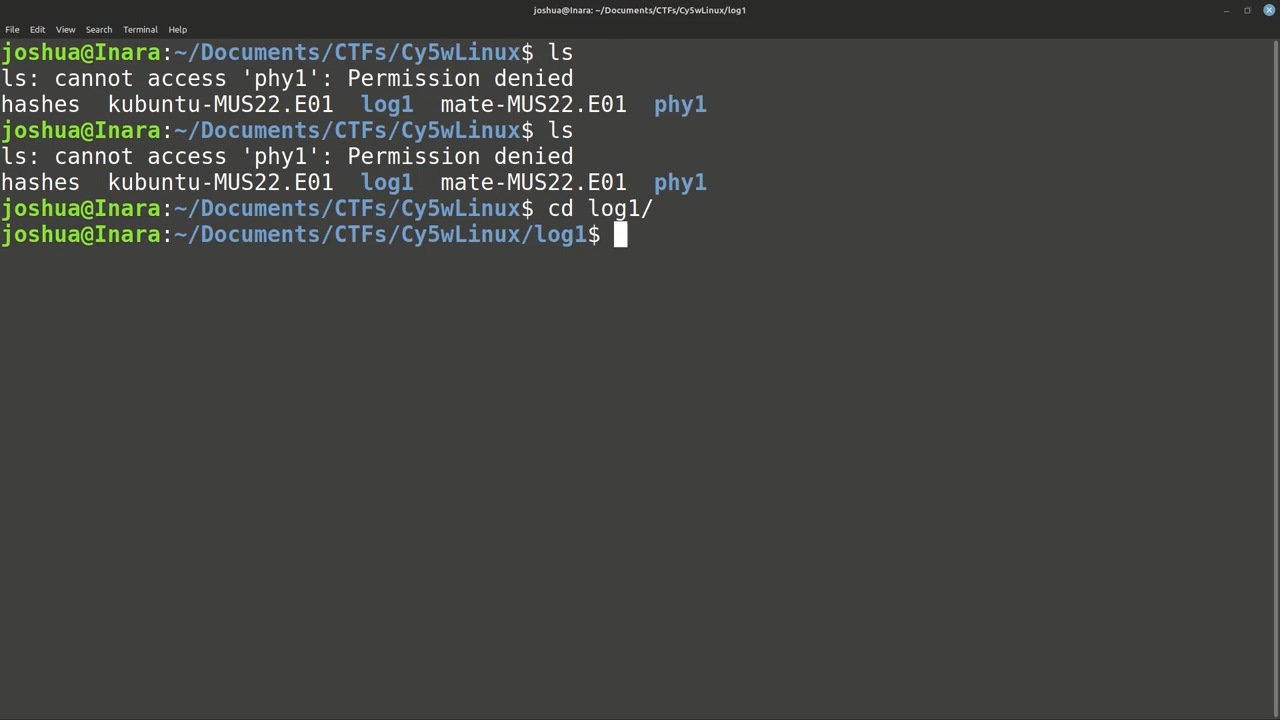 joshua@Inara: ~/Documents/CTFs/Cy5wLinux/log1
File Edit View Search Terminal Help
joshua@Inara:~/Documents/CTFs/Cy5wLinux$ ls
ls: cannot access 'phy1': Permission denied
hashes kubuntu-MUS22.E01 log1 mate-MUS22.E01 phy1
joshua@Inara:~/Documents/CTFs/Cy5wLinux$ ls
ls: cannot access 'phy1': Permission denied
hashes kubuntu-MUS22.E01 log1 mate-MUS22.E01 phy1
joshua@Inara:~/Documents/CTFs/Cy5wLinux$ cd log1/
joshua@Inara:~/Documents/CTFs/Cy5wLinux/log1$